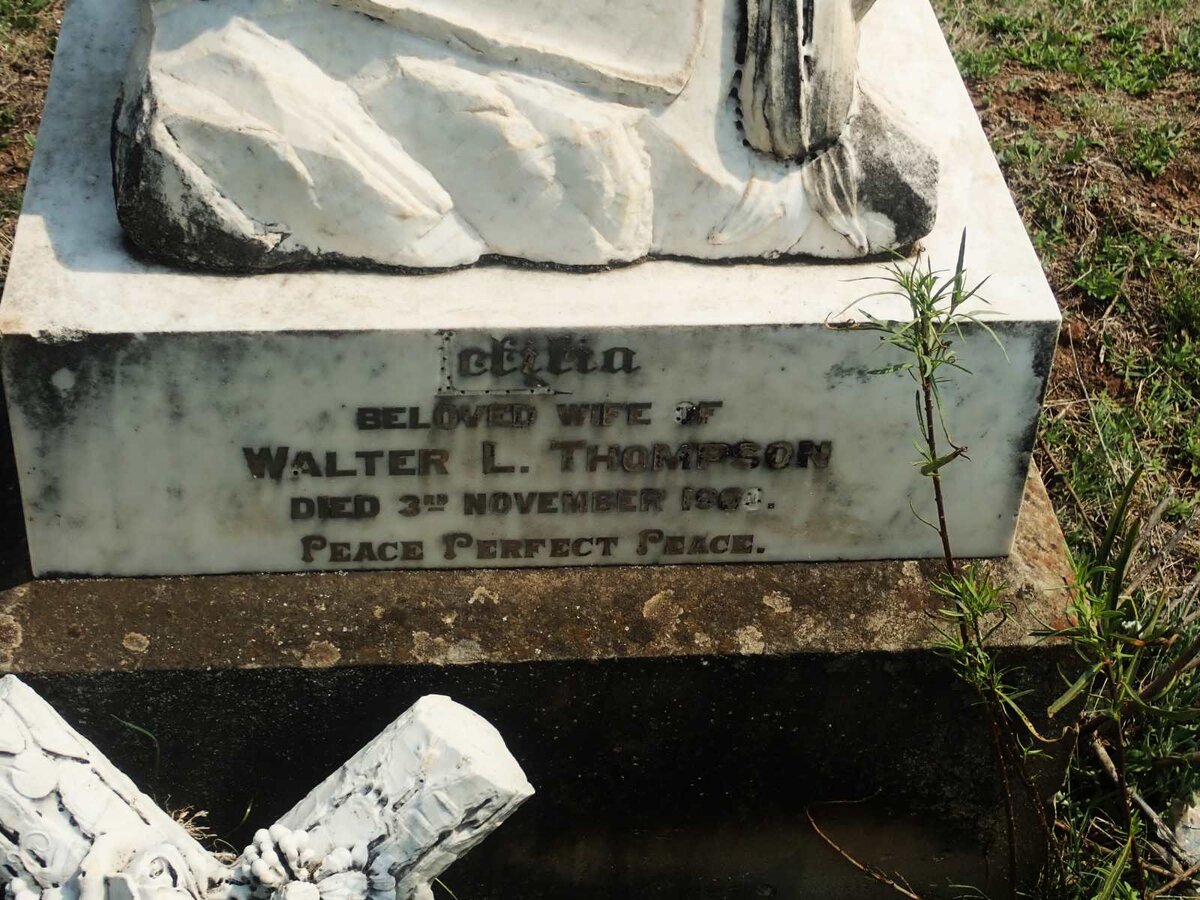 Letitia
BELOVED WIFE OF
WALTER L. THOMPSON
DIED 3RD NOVEMBER
PEACE PERFECT PEACE.